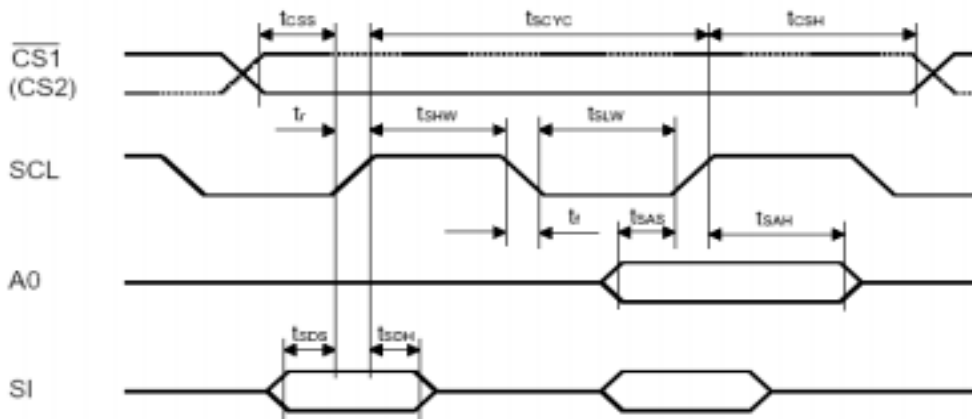 tCSS tSCYC tCSH
CS1
(CS2)
tr tSHW tSLW
SCL
tf tSAS tSAH
A0
tSDS tSDH
SI